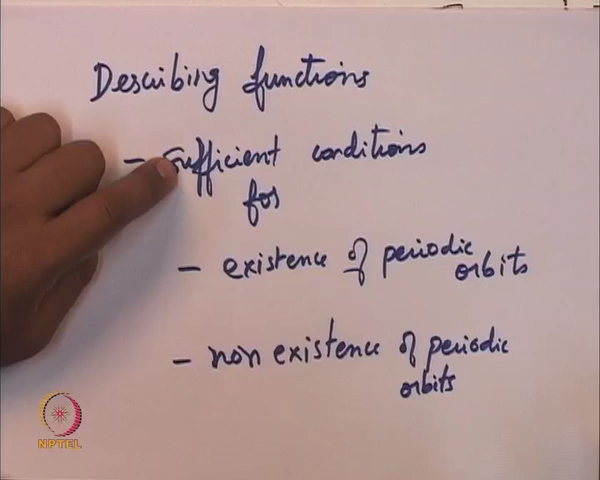 Describing functions
- sufficient conditions
for
- existence of periodic
orbits
- non existence of periodic
orbits
NPTEL